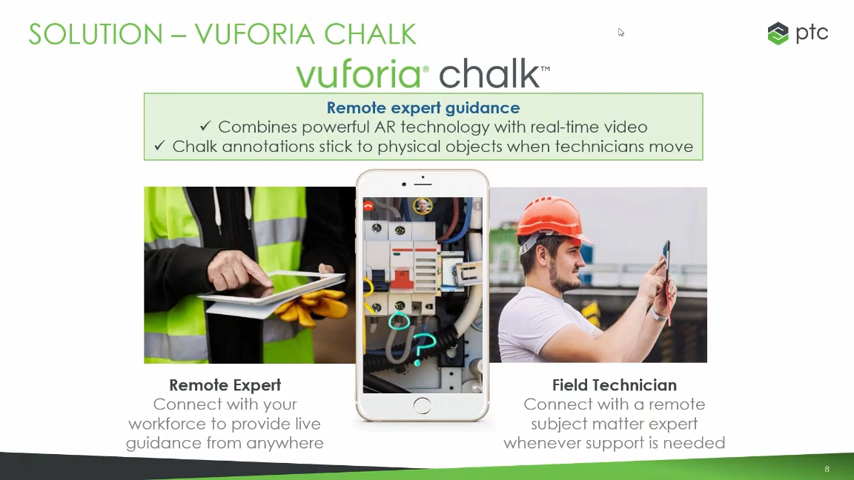 SOLUTION – VUFORIA CHALK
ptc
vuforia® chalk™
Remote expert guidance
✓ Combines powerful AR technology with real-time video
✓ Chalk annotations stick to physical objects when technicians move
?
Remote Expert
Connect with your
workforce to provide live
guidance from anywhere
Field Technician
Connect with a remote
subject matter expert
whenever support is needed
8